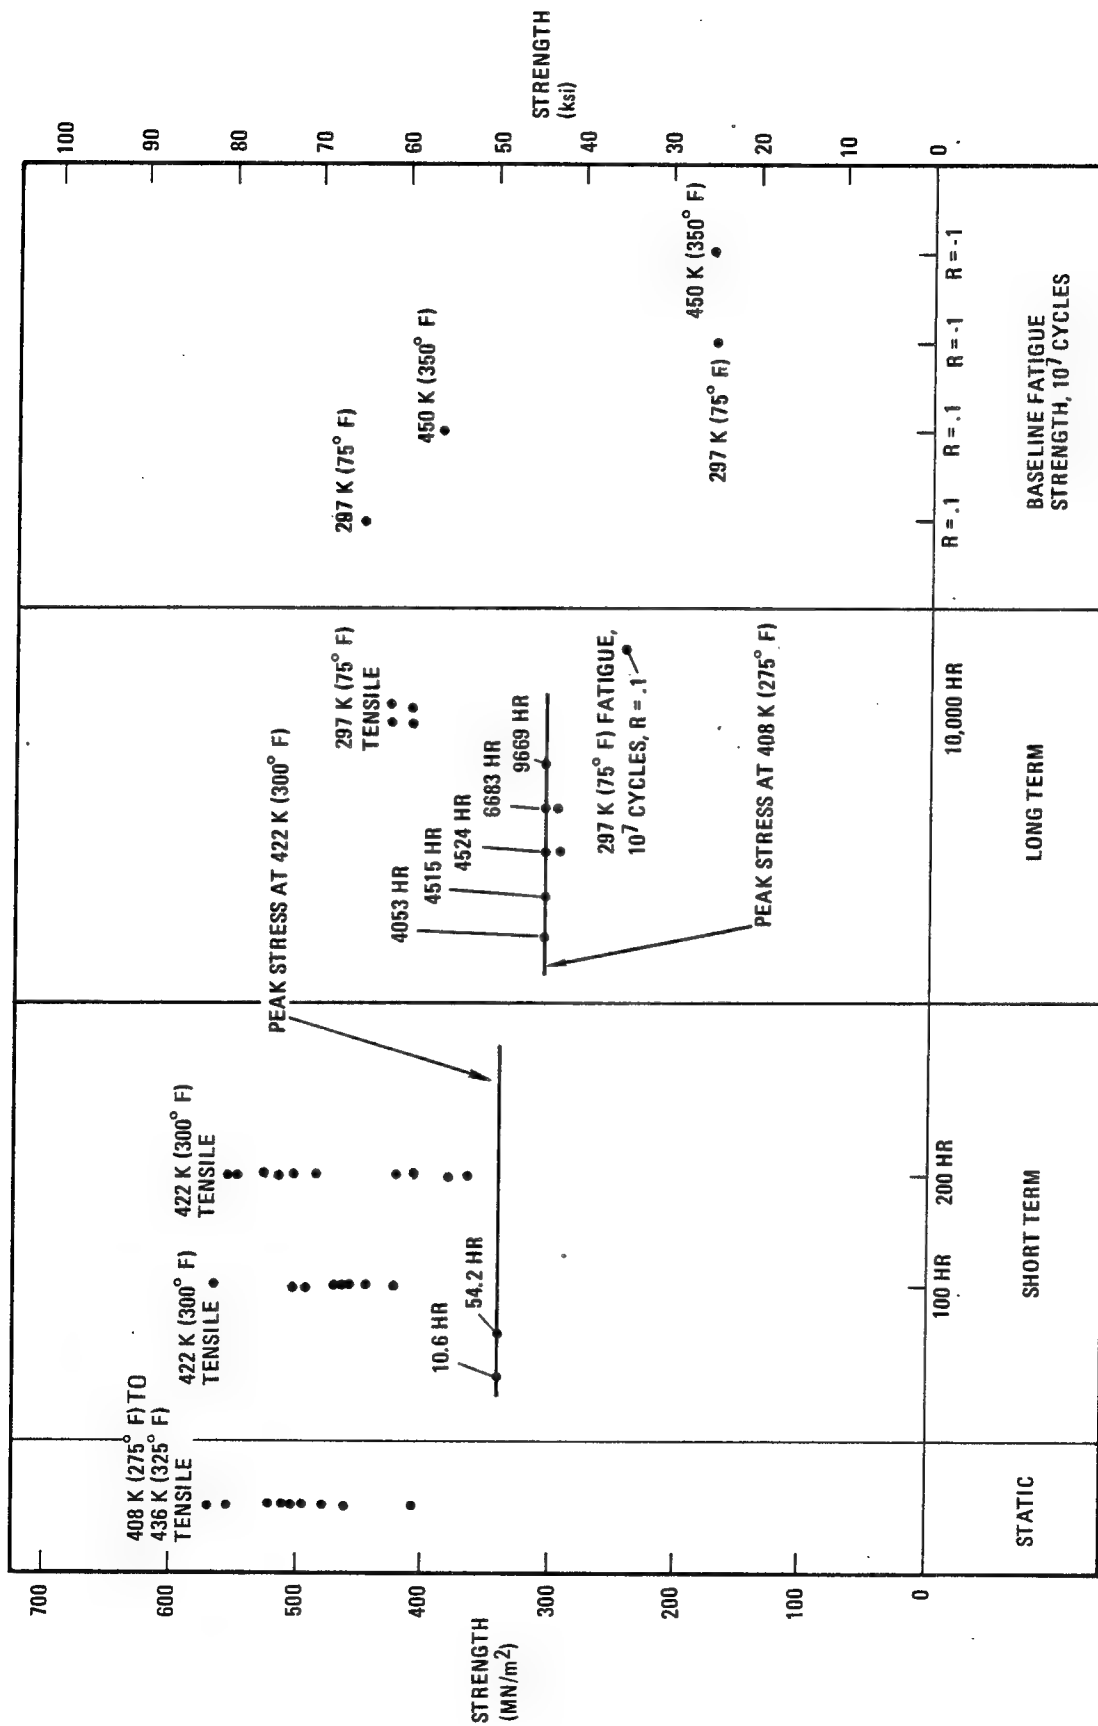 700
600
500
400
300
200
100
0
STRENGTH
(MN/m²)
408 K (275° F) TO
436 K (325° F)
TENSILE
STATIC
422 K (300° F)
TENSILE
422 K (300° F)
TENSILE
10.6 HR
54.2 HR
PEAK STRESS AT 422 K (300° F)
100 HR
200 HR
SHORT TERM
4053 HR
4515 HR
4524 HR
6683 HR
9669 HR
297 K (75° F)
TENSILE
297 K (75° F) FATIGUE,
10⁷ CYCLES, R = .1
PEAK STRESS AT 408 K (275° F)
10,000 HR
LONG TERM
297 K (75° F)
450 K (350° F)
297 K (75° F)
450 K (350° F)
R = .1
R = .1
R = -1
R = -1
BASELINE FATIGUE
STRENGTH, 10⁷ CYCLES
100
90
80
70
60
50
40
30
20
10
0
STRENGTH
(ksi)